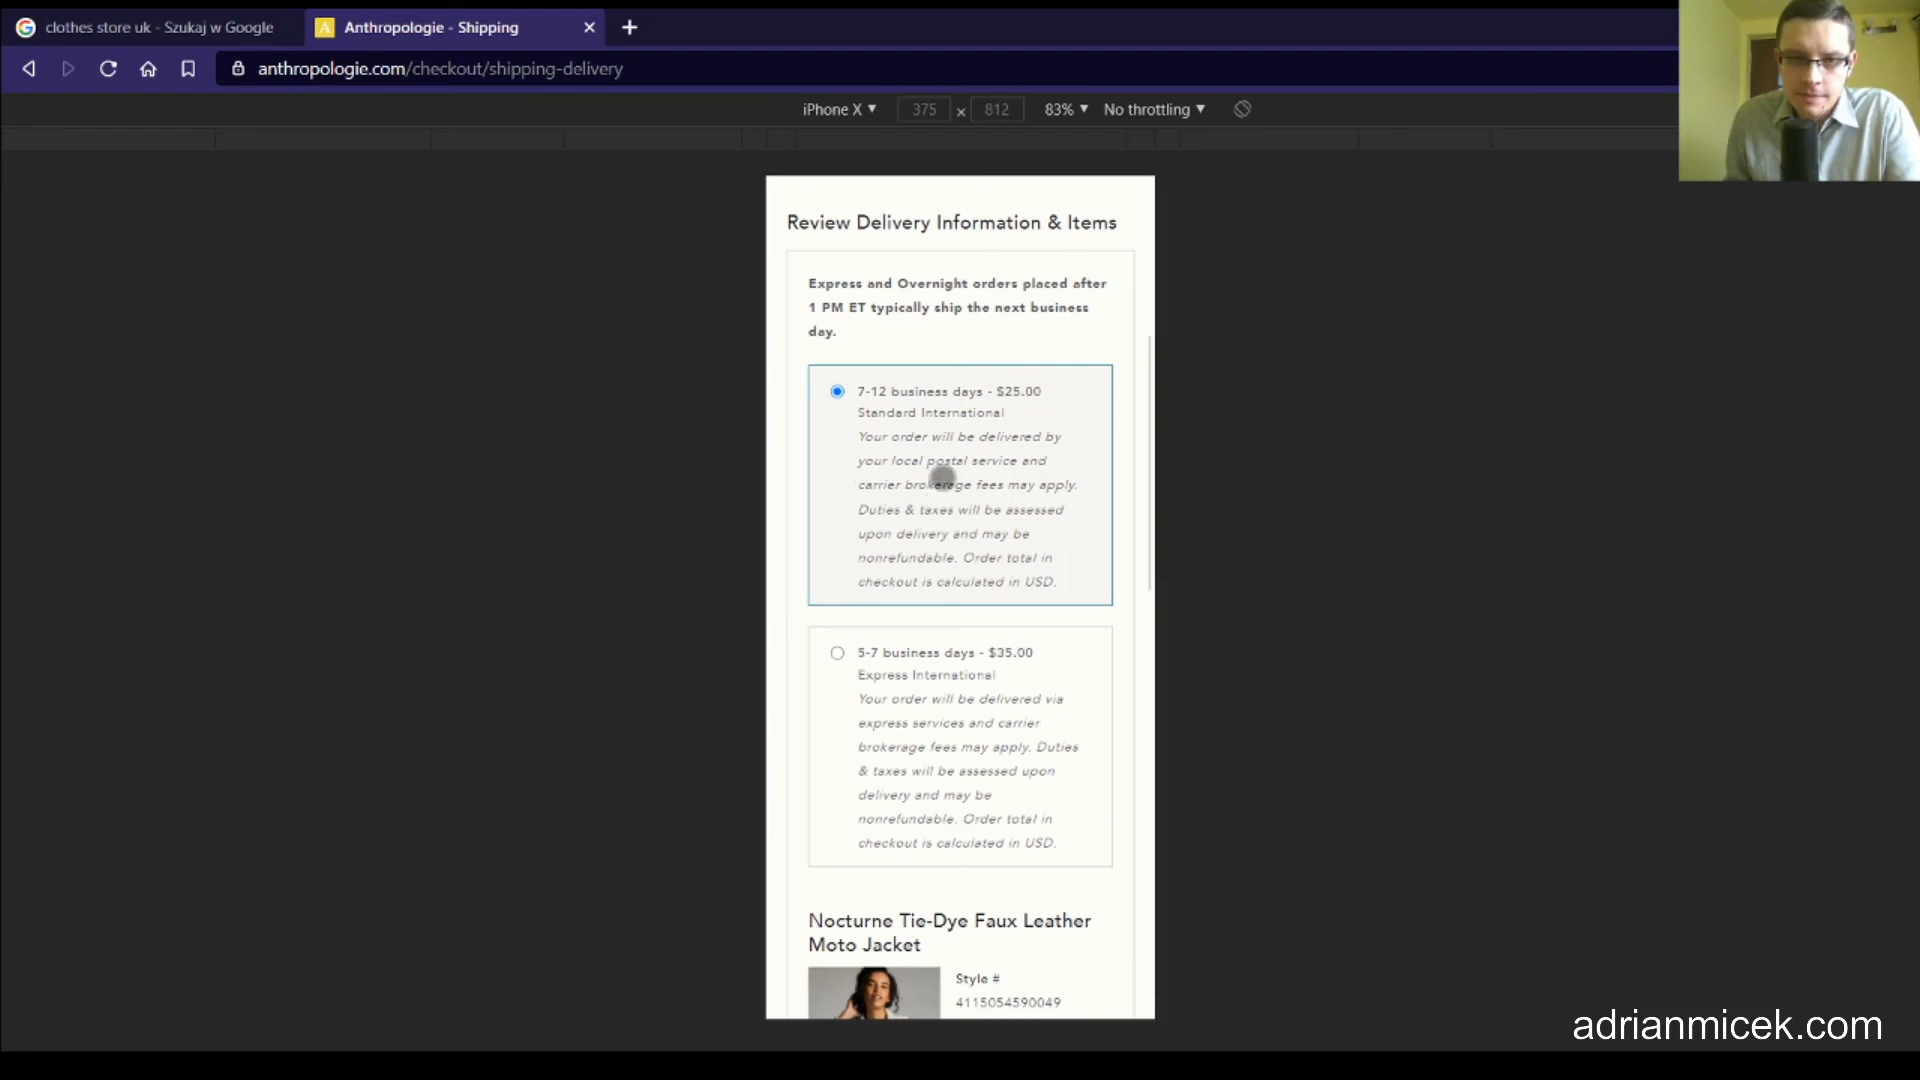 clothes store uk - Szukaj w Google
A
Anthropologie - Shipping
anthropologie.com/checkout/shipping-delivery
iPhone X
375 x 812
83%
No throttling
Review Delivery Information & Items
Express and Overnight orders placed after
1 PM ET typically ship the next business
day.
7-12 business days - $25.00
Standard International
Your order will be delivered by
your local postal service and
carrier brokerage fees may apply.
Duties & taxes will be assessed
upon delivery and may be
nonrefundable. Order total in
checkout is calculated in USD.
5-7 business days - $35.00
Express International
Your order will be delivered via
express services and carrier
brokerage fees may apply. Duties
& taxes will be assessed upon
delivery and may be
nonrefundable. Order total in
checkout is calculated in USD.
Nocturne Tie-Dye Faux Leather
Moto Jacket
Style #
4115054590049
adrianmicek.com